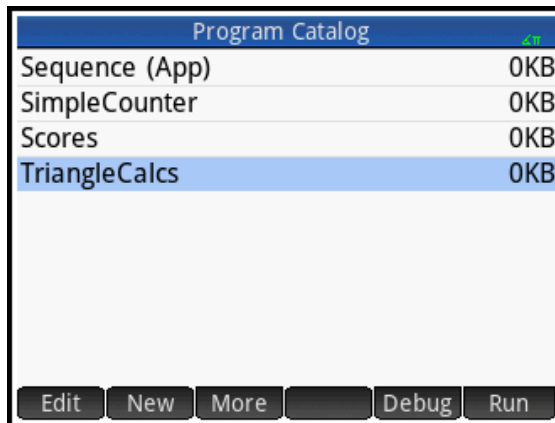 Program Catalog ∡π
Sequence (App) 0KB
SimpleCounter 0KB
Scores 0KB
TriangleCalcs 0KB
Edit New More Debug Run